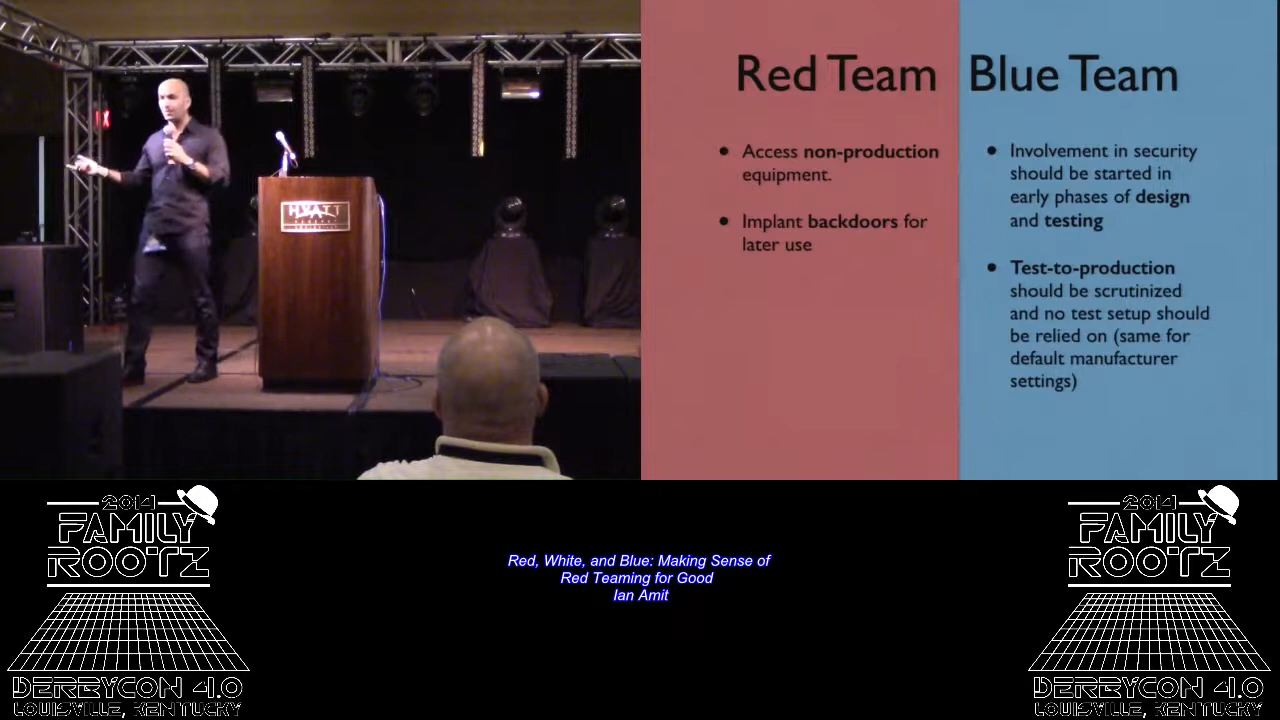 HYATT
Red Team
Access non-production
equipment.
Implant backdoors for
later use
Blue Team
Involvement in security
should be started in
early phases of design
and testing
Test-to-production
should be scrutinized
and no test setup should
be relied on (same for
default manufacturer
settings)
2014
FAMILY
ROOTZ
DERBYCON 4.0
LOUISVILLE, KENTUCKY
Red, White, and Blue: Making Sense of
Red Teaming for Good
Ian Amit
2014
FAMILY
ROOTZ
DERBYCON 4.0
LOUISVILLE, KENTUCKY